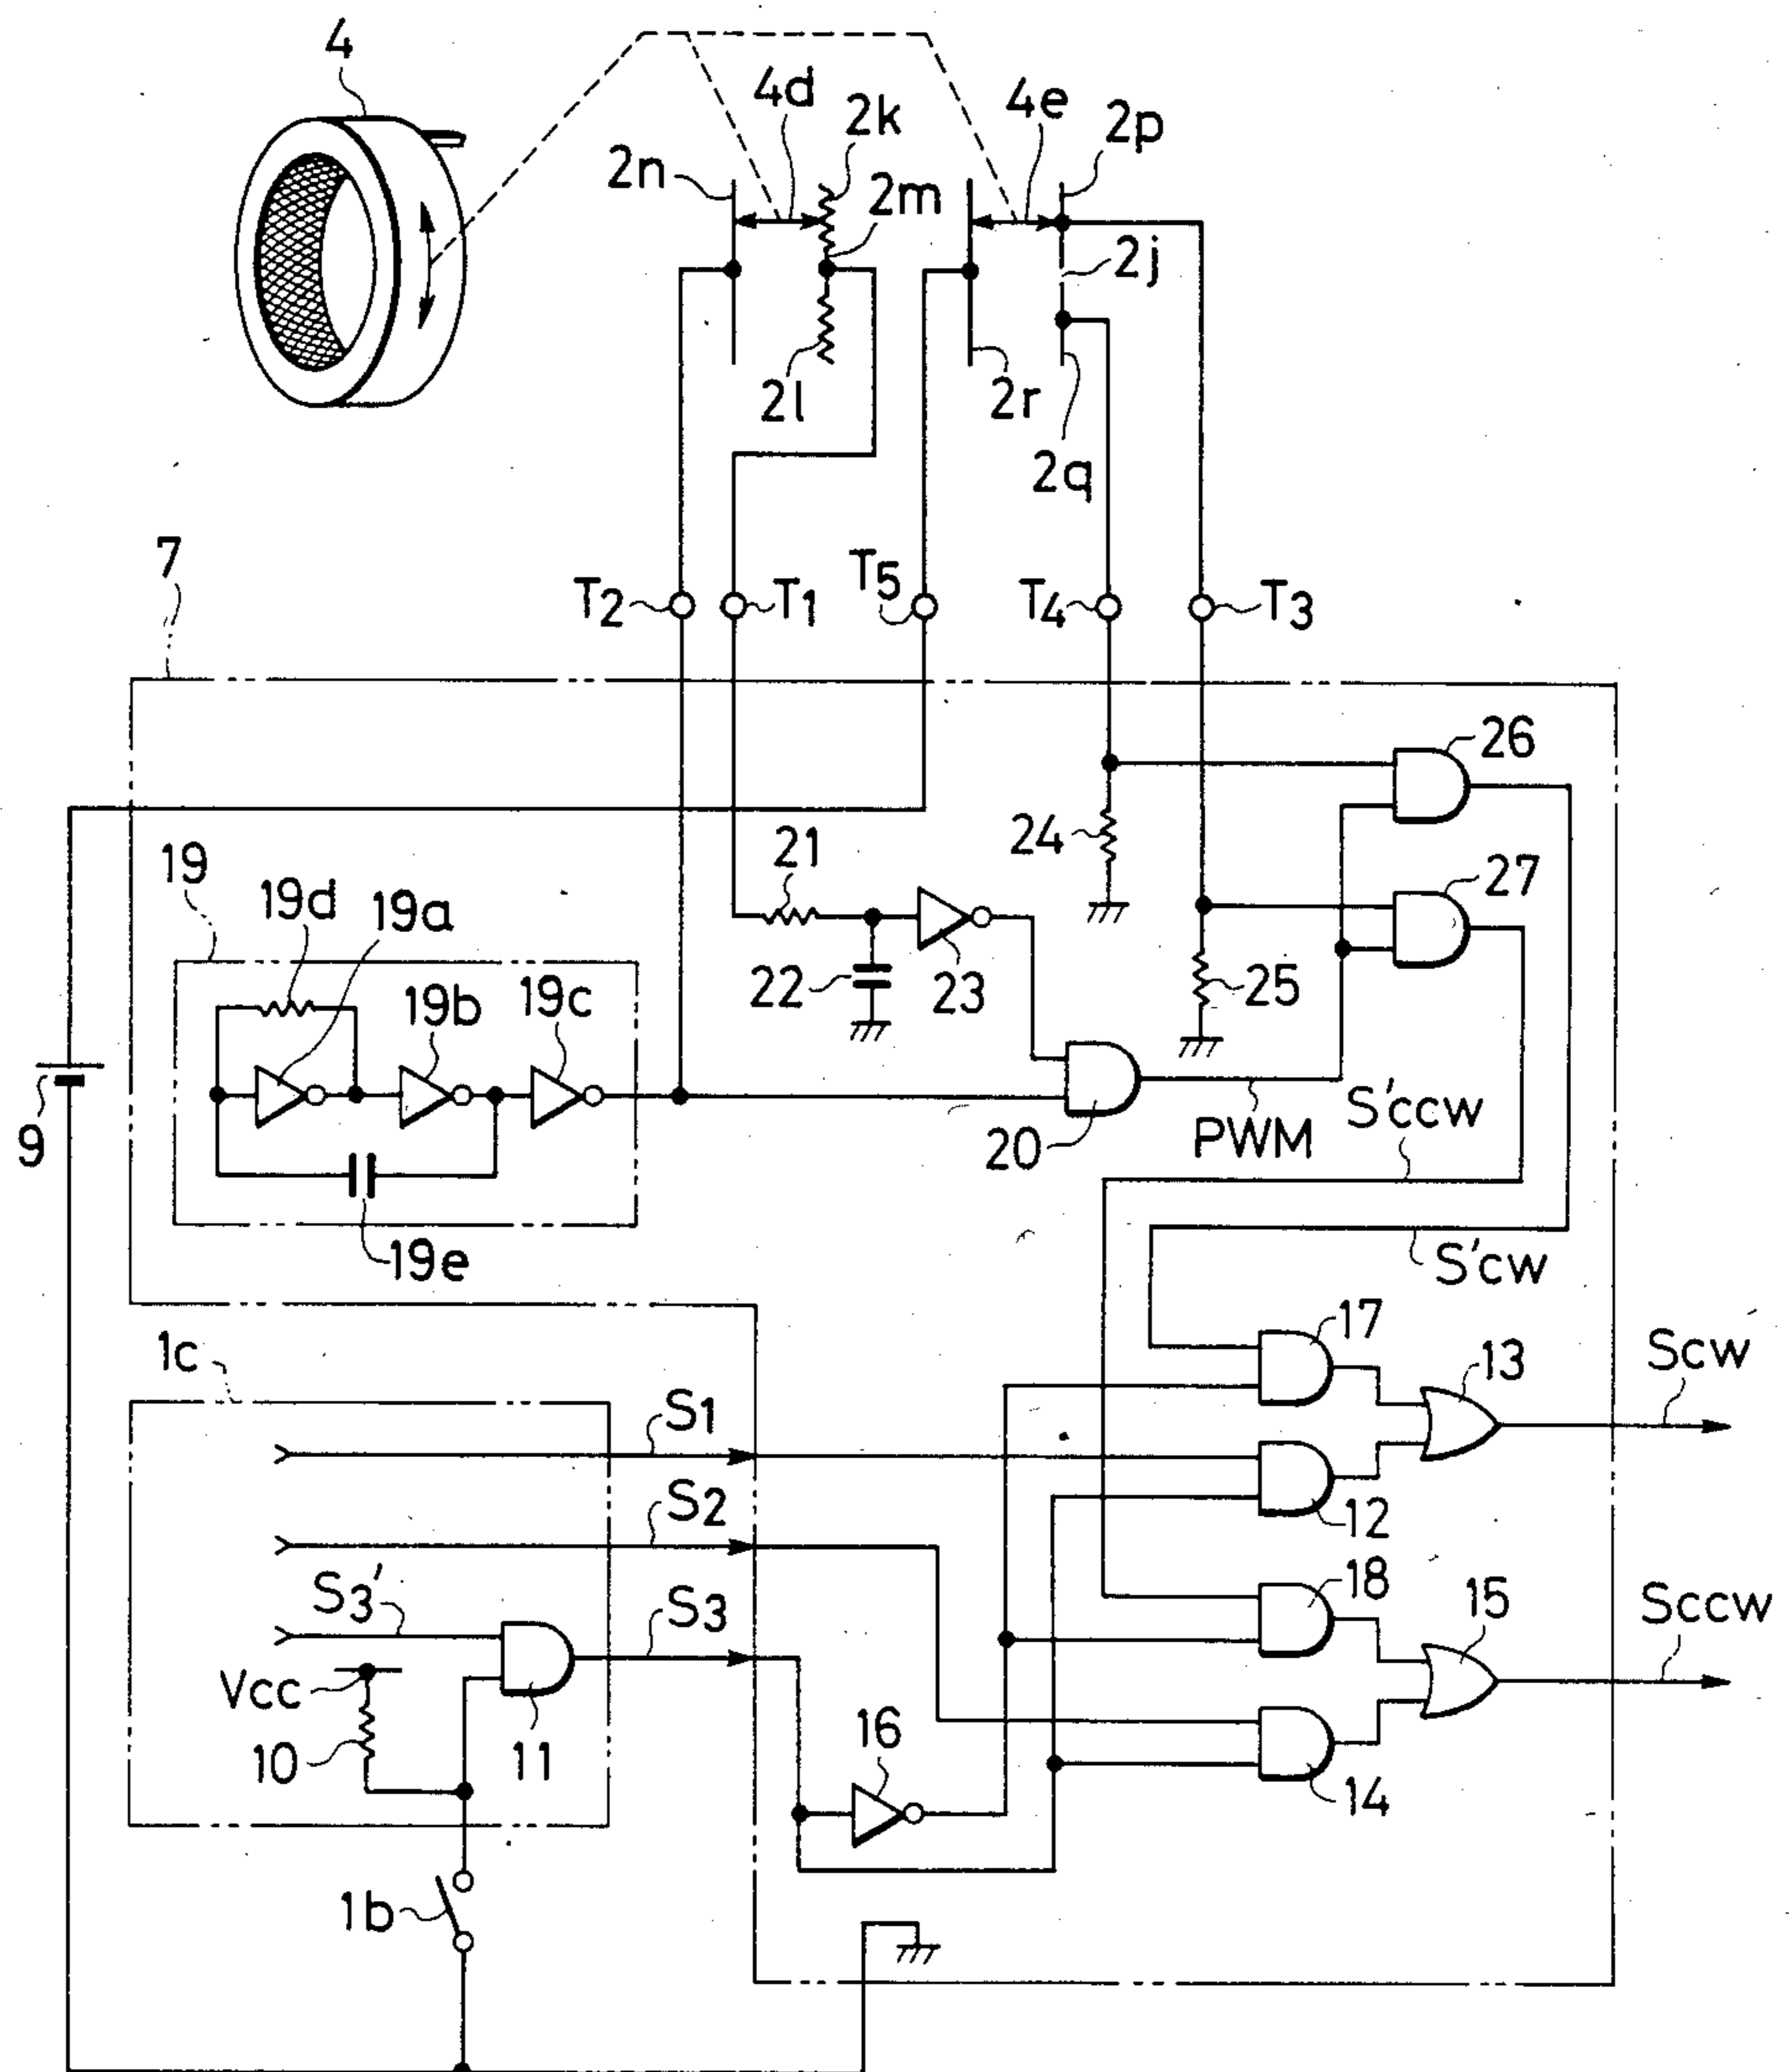 4
4d
2k
4e
2p
2n
2m
2j
2l
2r
2q
7
T2
T1
T5
T4
T3
26
24
21
27
19
19d
19a
22
23
25
19b
19c
9
20
PWM
S'ccw
19e
S'cw
17
1c
13
Scw
S1
12
S2
18
15
Sccw
S3'
S3
Vcc
16
10
11
14
1b